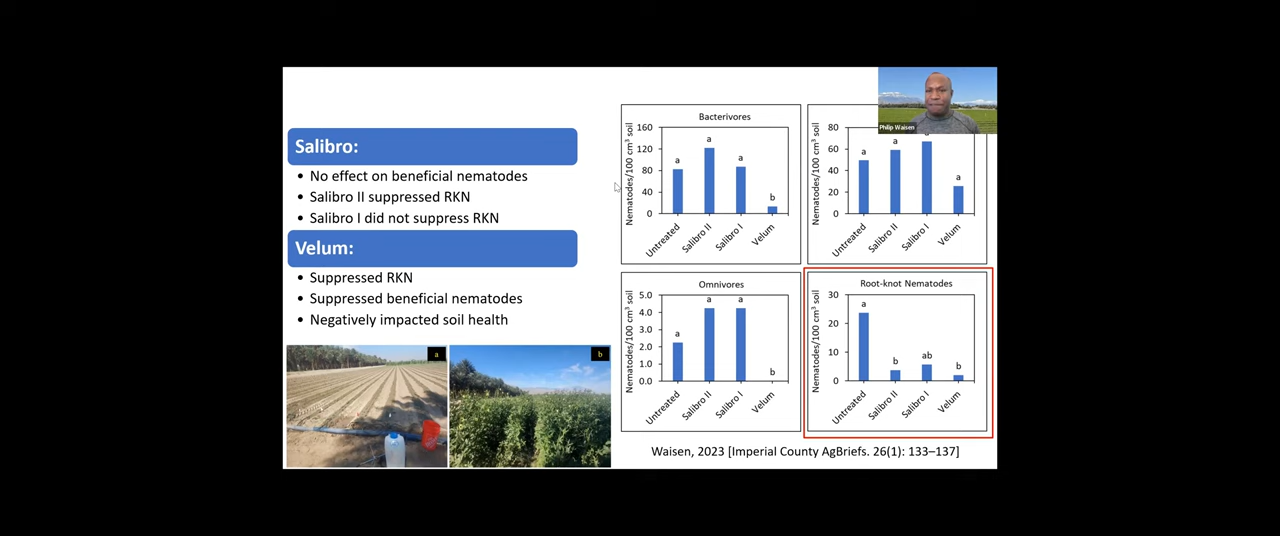 Salibro:
• No effect on beneficial nematodes
• Salibro II suppressed RKN
• Salibro I did not suppress RKN
Velum:
• Suppressed RKN
• Suppressed beneficial nematodes
• Negatively impacted soil health
a
b
Bacterivores
Nematodes/100 cm³ soil
160
120
80
40
0
a
a
a
b
Untreated
Salibro II
Salibro I
Velum
Philip Waisen
Nematodes/100 cm³ soil
80
60
40
20
0
a
a
a
Untreated
Salibro II
Salibro I
Velum
Omnivores
Nematodes/100 cm³ soil
5.0
4.0
3.0
2.0
1.0
0.0
a
a
a
b
Untreated
Salibro II
Salibro I
Velum
Root-knot Nematodes
Nematodes/100 cm³ soil
30
20
10
0
a
b
ab
b
Untreated
Salibro II
Salibro I
Velum
Waisen, 2023 [Imperial County AgBriefs. 26(1): 133–137]